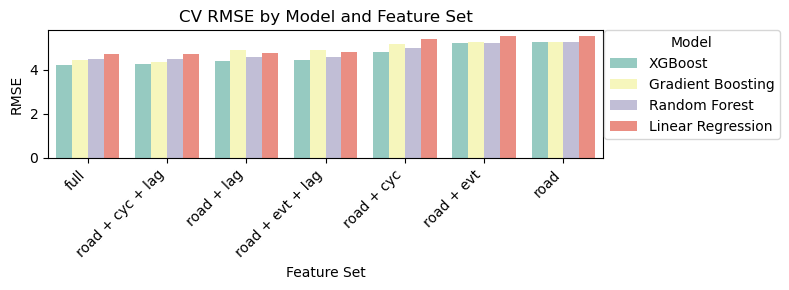 CV RMSE by Model and Feature Set
RMSE
4
2
0
full
road + cyc + lag
road + lag
road + evt + lag
road + cyc
road + evt
road
Feature Set
Model
XGBoost
Gradient Boosting
Random Forest
Linear Regression